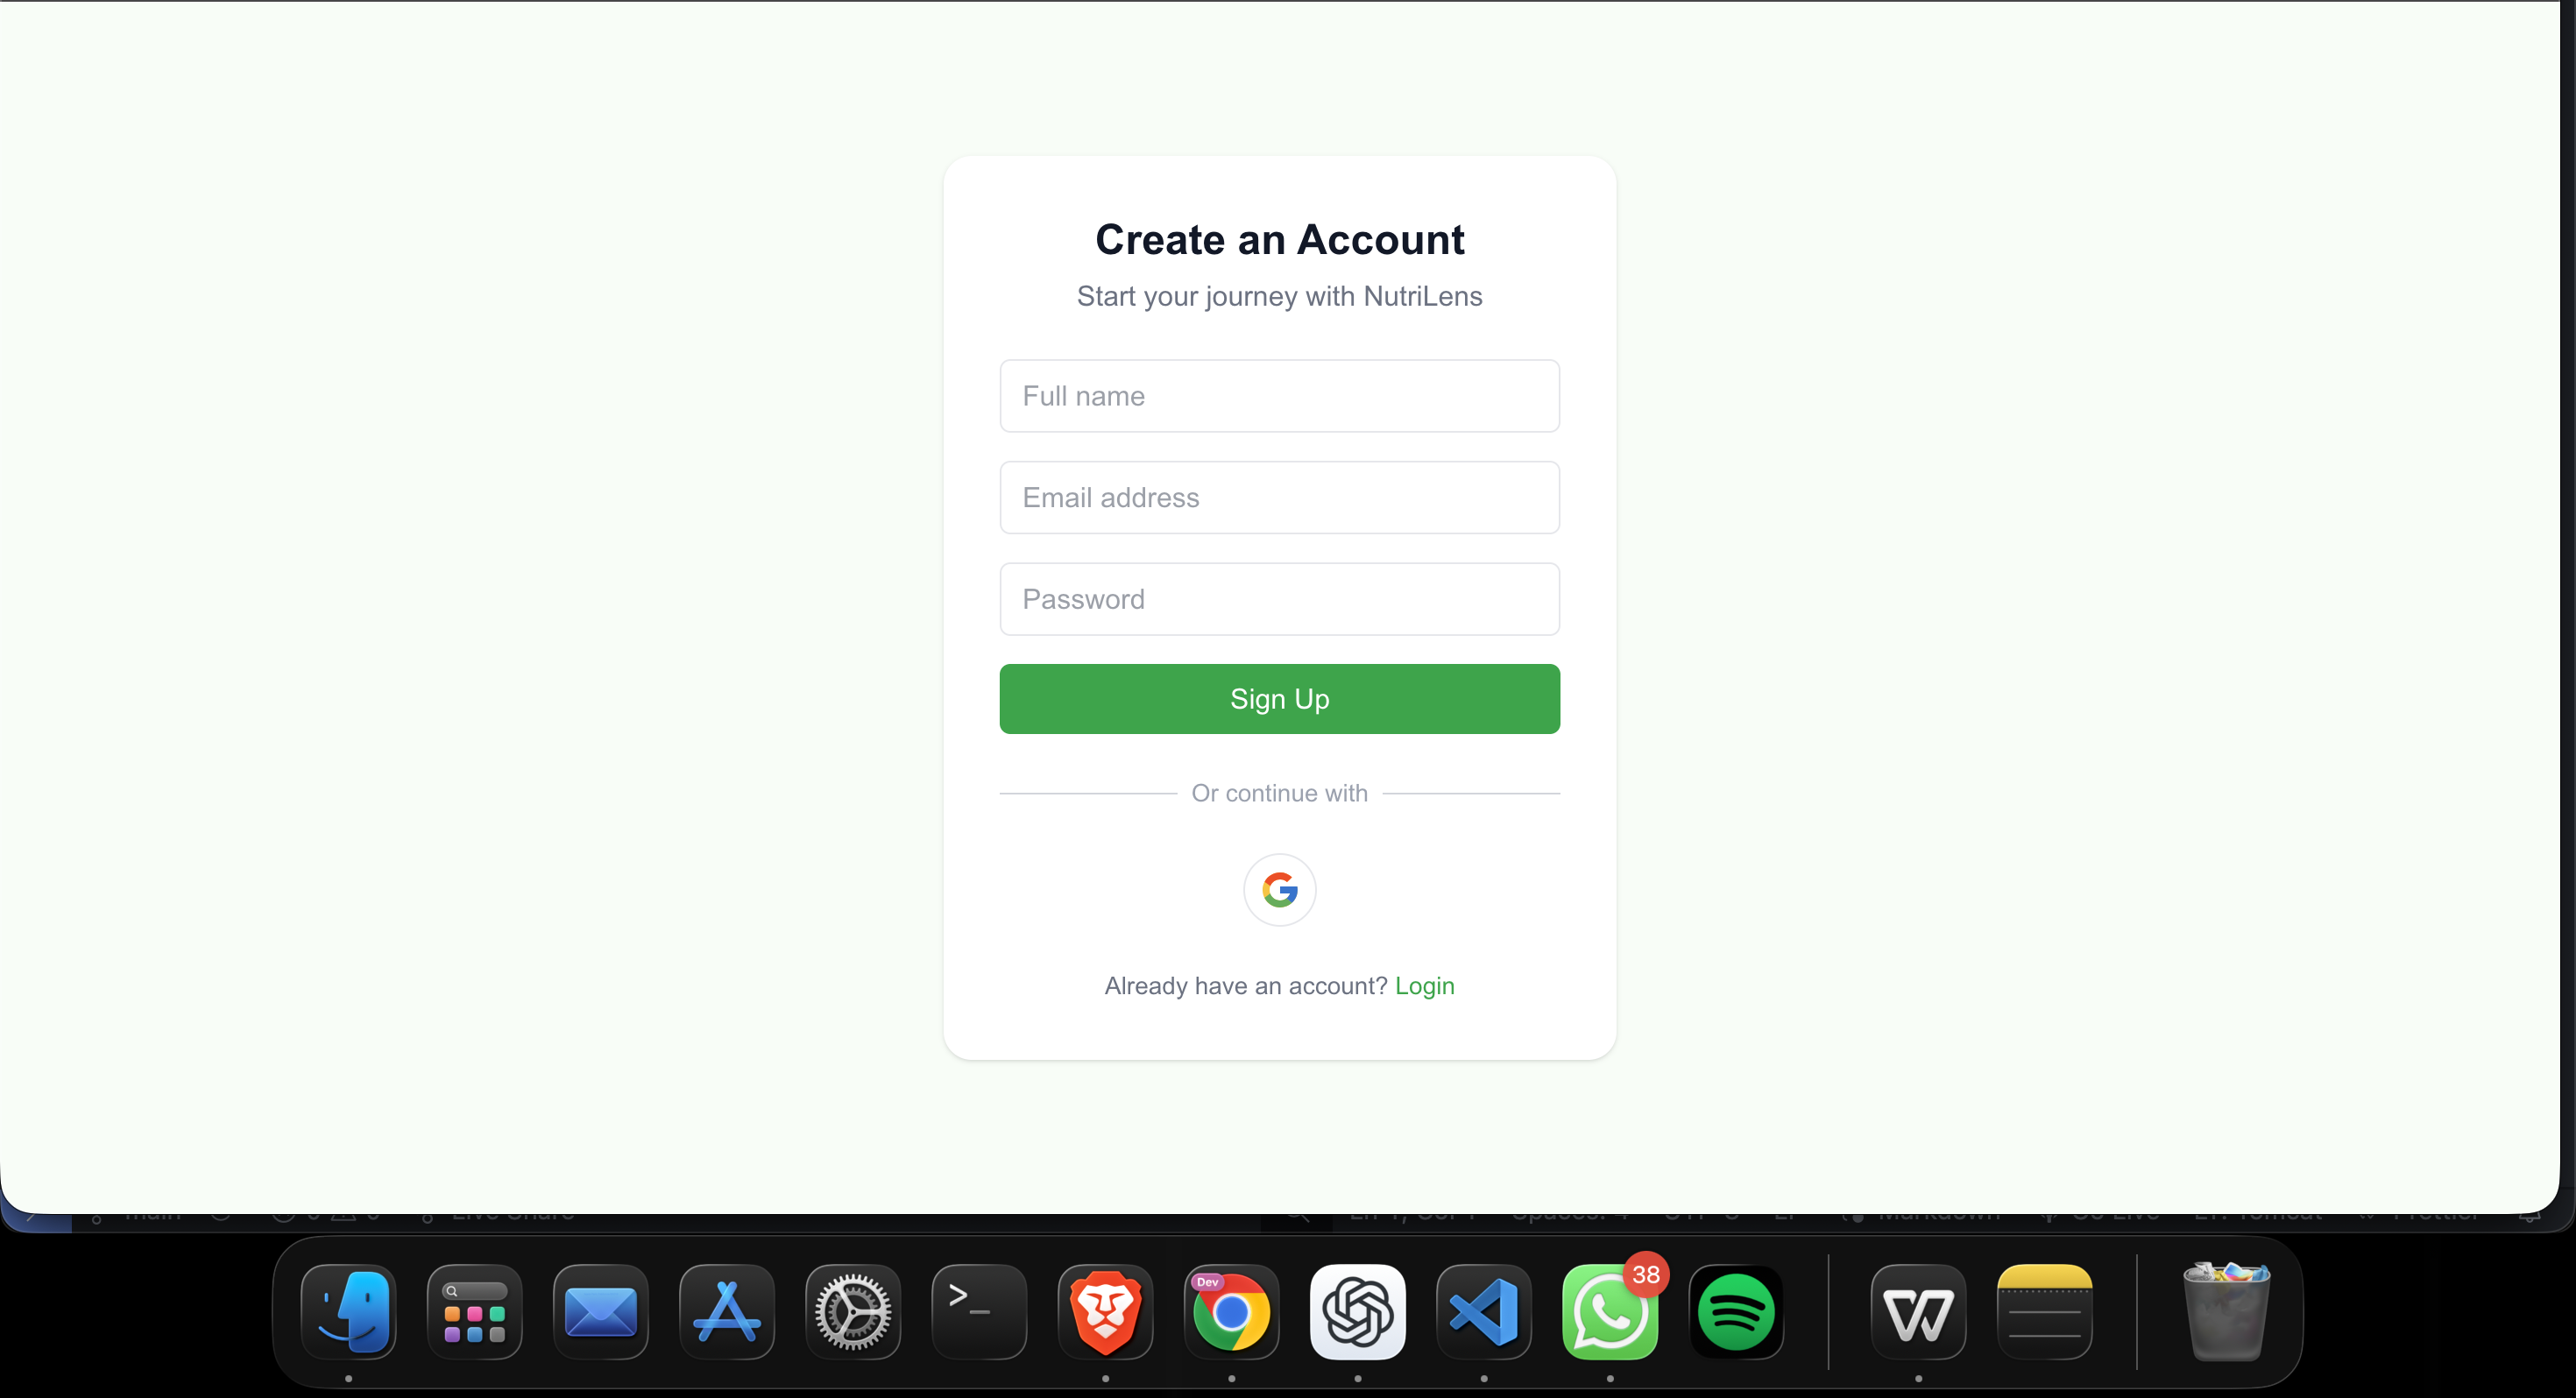 Create an Account
Start your journey with NutriLens
Full name
Email address
Password
Sign Up
Or continue with
Already have an account? Login
Dev
38